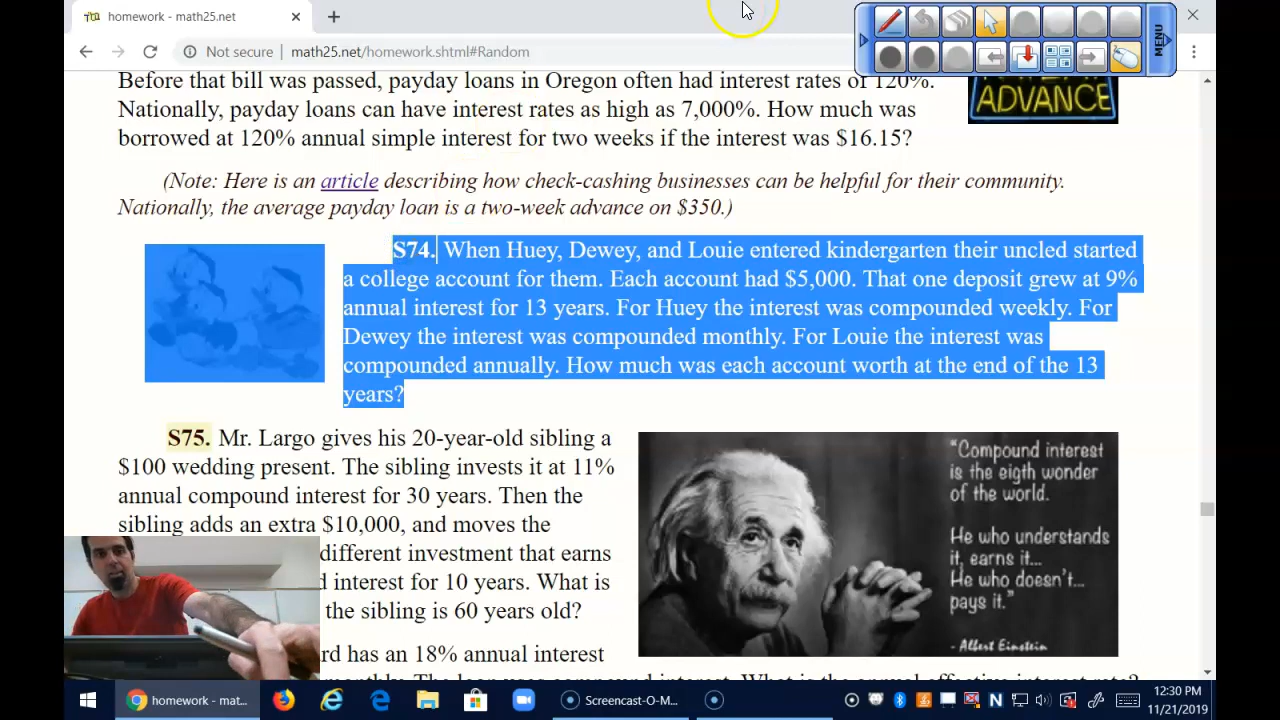 homework - math25.net
Not secure | math25.net/homework.shtml#Random
MENU
Before that bill was passed, payday loans in Oregon often had interest rates of 120%.
Nationally, payday loans can have interest rates as high as 7,000%. How much was
borrowed at 120% annual simple interest for two weeks if the interest was $16.15?
ADVANCE
(Note: Here is an article describing how check-cashing businesses can be helpful for their community.
Nationally, the average payday loan is a two-week advance on $350.)
S74. When Huey, Dewey, and Louie entered kindergarten their uncled started
a college account for them. Each account had $5,000. That one deposit grew at 9%
annual interest for 13 years. For Huey the interest was compounded weekly. For
Dewey the interest was compounded monthly. For Louie the interest was
compounded annually. How much was each account worth at the end of the 13
years?
S75. Mr. Largo gives his 20-year-old sibling a
$100 wedding present. The sibling invests it at 11%
annual compound interest for 30 years. Then the
sibling adds an extra $10,000, and moves the
different investment that earns
d interest for 10 years. What is
the sibling is 60 years old?
rd has an 18% annual interest
"Compound interest
is the eigth wonder
of the world.
He who understands
it, earns it...
He who doesn't...
pays it."
- Albert Einstein
homework - mat...
Screencast-O-M...
12:30 PM
11/21/2019